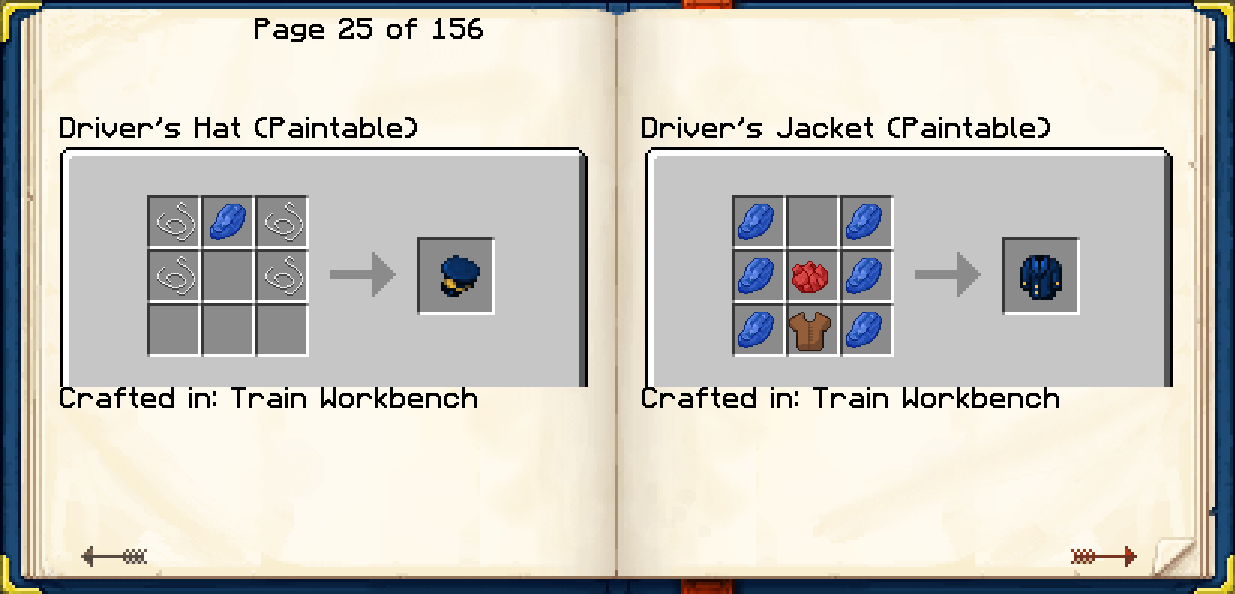 Page 25 of 156
Driver's Hat (Paintable)
Crafted in: Train Workbench
Driver's Jacket (Paintable)
Crafted in: Train Workbench